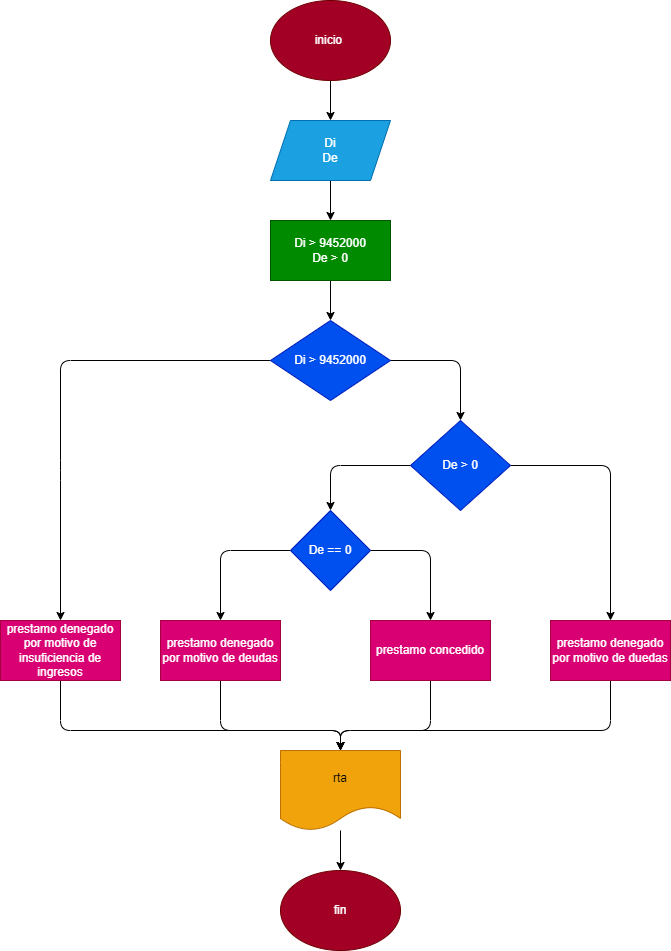 inicio
Di
De
Di > 9452000
De > 0
Di > 9452000
De > 0
De == 0
prestamo denegado
por motivo de
insuficiencia de
ingresos
prestamo denegado
por motivo de deudas
prestamo concedido
prestamo denegado
por motivo de duedas
rta
fin